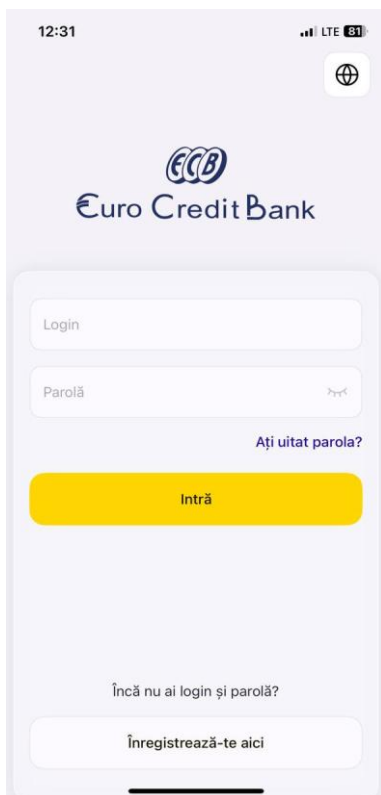 12:31
LTE 81
ECB
€uro Credit Bank
Login
Parolă
Ați uitat parola?
Intră
Încă nu ai login și parolă?
Înregistrează-te aici